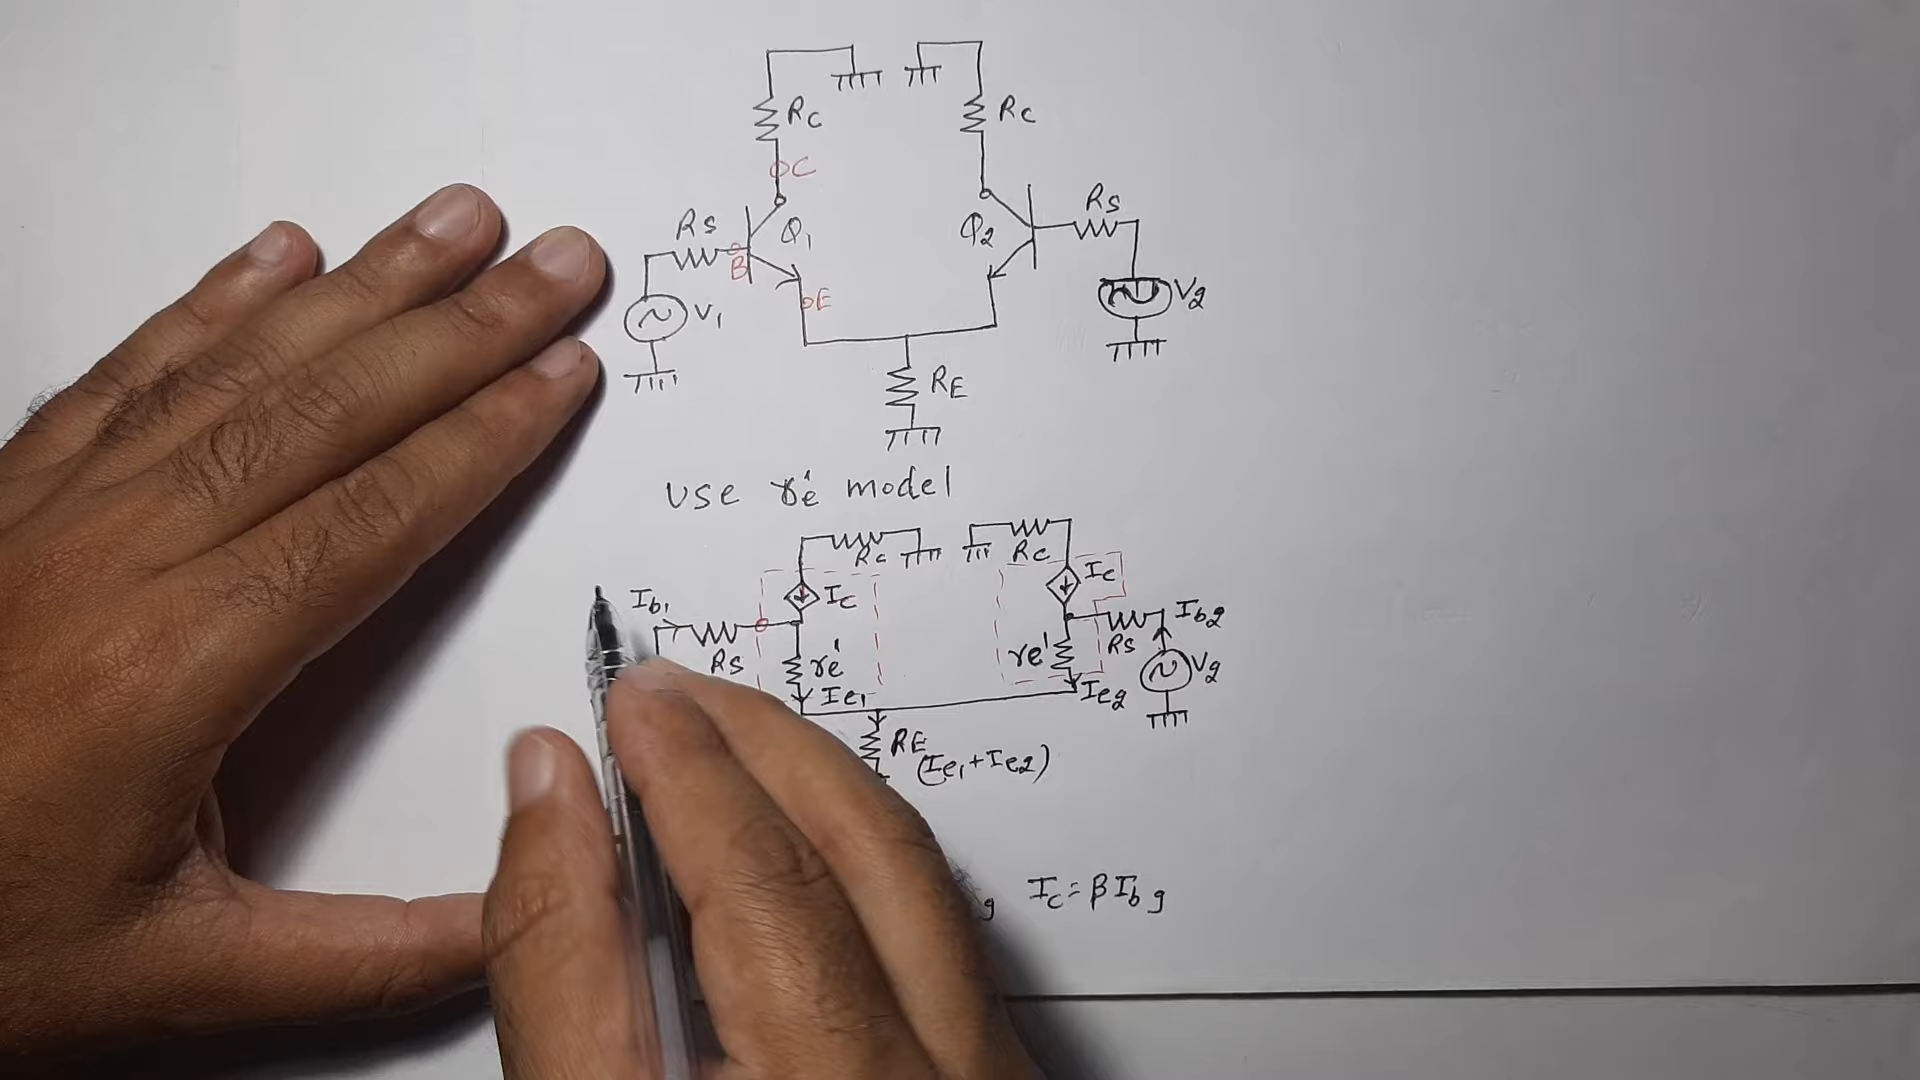 Rc Rc
C
Rs Q1 Q2 Rs
B
E
V1 V2
RE
Use re' model
Rc Rc
Ic Ic
Ib1 Ib2
Rs re' re' Rs V2
Ie1 Ie2
RE
(Ie1+Ie2)
Ic = βIb2